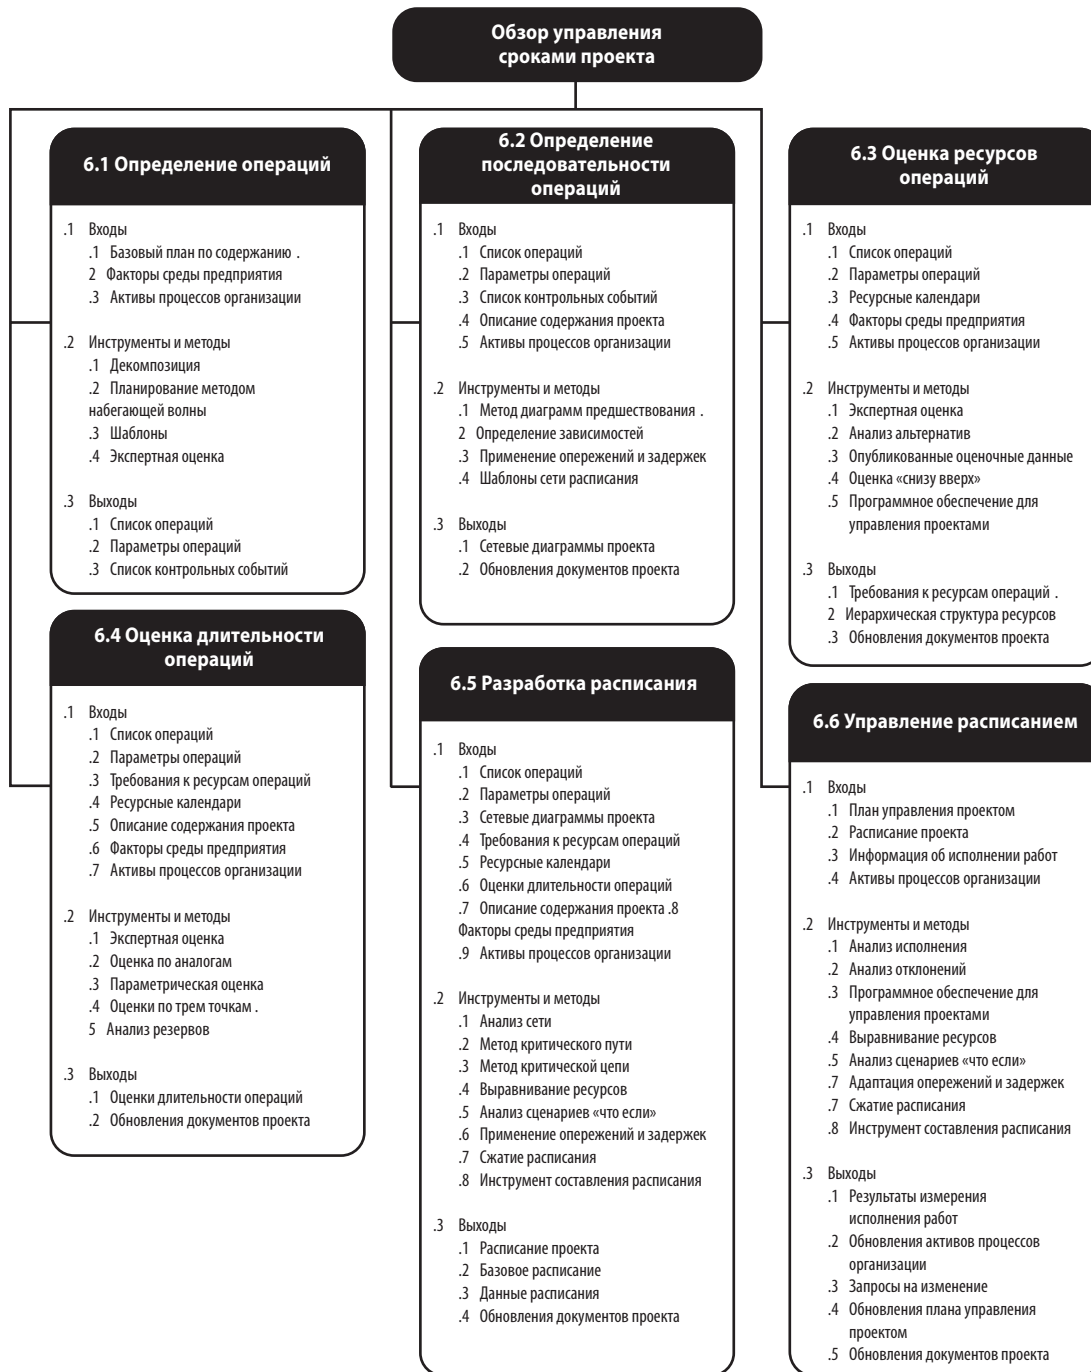 Обзор управления
сроками проекта
6.1 Определение операций
.1 Входы
.1 Базовый план по содержанию .
2 Факторы среды предприятия
.3 Активы процессов организации
.2 Инструменты и методы
.1 Декомпозиция
.2 Планирование методом
набегающей волны
.3 Шаблоны
.4 Экспертная оценка
.3 Выходы
.1 Список операций
.2 Параметры операций
.3 Список контрольных событий
6.2 Определение
последовательности
операций
.1 Входы
.1 Список операций
.2 Параметры операций
.3 Список контрольных событий
.4 Описание содержания проекта
.5 Активы процессов организации
.2 Инструменты и методы
.1 Метод диаграмм предшествования .
2 Определение зависимостей
.3 Применение опережений и задержек
.4 Шаблоны сети расписания
.3 Выходы
.1 Сетевые диаграммы проекта
.2 Обновления документов проекта
6.3 Оценка ресурсов
операций
.1 Входы
.1 Список операций
.2 Параметры операций
.3 Ресурсные календари
.4 Факторы среды предприятия
.5 Активы процессов организации
.2 Инструменты и методы
.1 Экспертная оценка
.2 Анализ альтернатив
.3 Опубликованные оценочные данные
.4 Оценка «снизу вверх»
.5 Программное обеспечение для
управления проектами
.3 Выходы
.1 Требования к ресурсам операций .
2 Иерархическая структура ресурсов
.3 Обновления документов проекта
6.4 Оценка длительности
операций
.1 Входы
.1 Список операций
.2 Параметры операций
.3 Требования к ресурсам операций
.4 Ресурсные календари
.5 Описание содержания проекта
.6 Факторы среды предприятия
.7 Активы процессов организации
.2 Инструменты и методы
.1 Экспертная оценка
.2 Оценка по аналогам
.3 Параметрическая оценка
.4 Оценки по трем точкам .
5 Анализ резервов
.3 Выходы
.1 Оценки длительности операций
.2 Обновления документов проекта
6.5 Разработка расписания
.1 Входы
.1 Список операций
.2 Параметры операций
.3 Сетевые диаграммы проекта
.4 Требования к ресурсам операций
.5 Ресурсные календари
.6 Оценки длительности операций
.7 Описание содержания проекта .8
Факторы среды предприятия
.9 Активы процессов организации
.2 Инструменты и методы
.1 Анализ сети
.2 Метод критического пути
.3 Метод критической цепи
.4 Выравнивание ресурсов
.5 Анализ сценариев «что если»
.6 Применение опережений и задержек
.7 Сжатие расписания
.8 Инструмент составления расписания
.3 Выходы
.1 Расписание проекта
.2 Базовое расписание
.3 Данные расписания
.4 Обновления документов проекта
6.6 Управление расписанием
.1 Входы
.1 План управления проектом
.2 Расписание проекта
.3 Информация об исполнении работ
.4 Активы процессов организации
.2 Инструменты и методы
.1 Анализ исполнения
.2 Анализ отклонений
.3 Программное обеспечение для
управления проектами
.4 Выравнивание ресурсов
.5 Анализ сценариев «что если»
.7 Адаптация опережений и задержек
.7 Сжатие расписания
.8 Инструмент составления расписания
.3 Выходы
.1 Результаты измерения
исполнения работ
.2 Обновления активов процессов
организации
.3 Запросы на изменение
.4 Обновления плана управления
проектом
.5 Обновления документов проекта